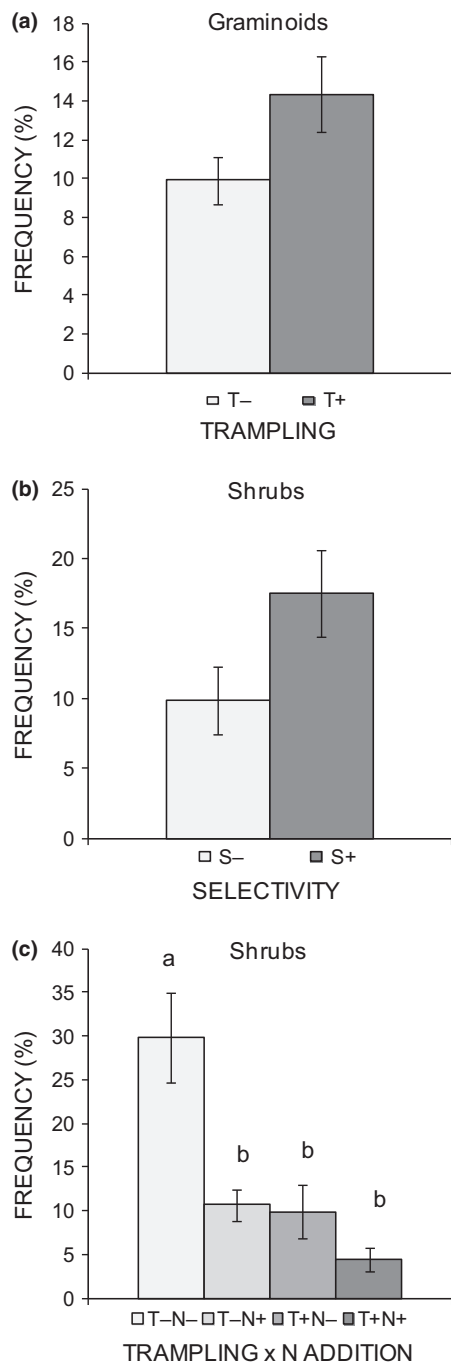 (a) Graminoids
18
16
14
12
10
8
6
4
2
0
FREQUENCY (%)
T– T+
TRAMPLING
(b) Shrubs
25
20
15
10
5
0
FREQUENCY (%)
S– S+
SELECTIVITY
(c) Shrubs
40
35
30
25
20
15
10
5
0
FREQUENCY (%)
a
b b
b
T–N– T–N+ T+N– T+N+
TRAMPLING x N ADDITION